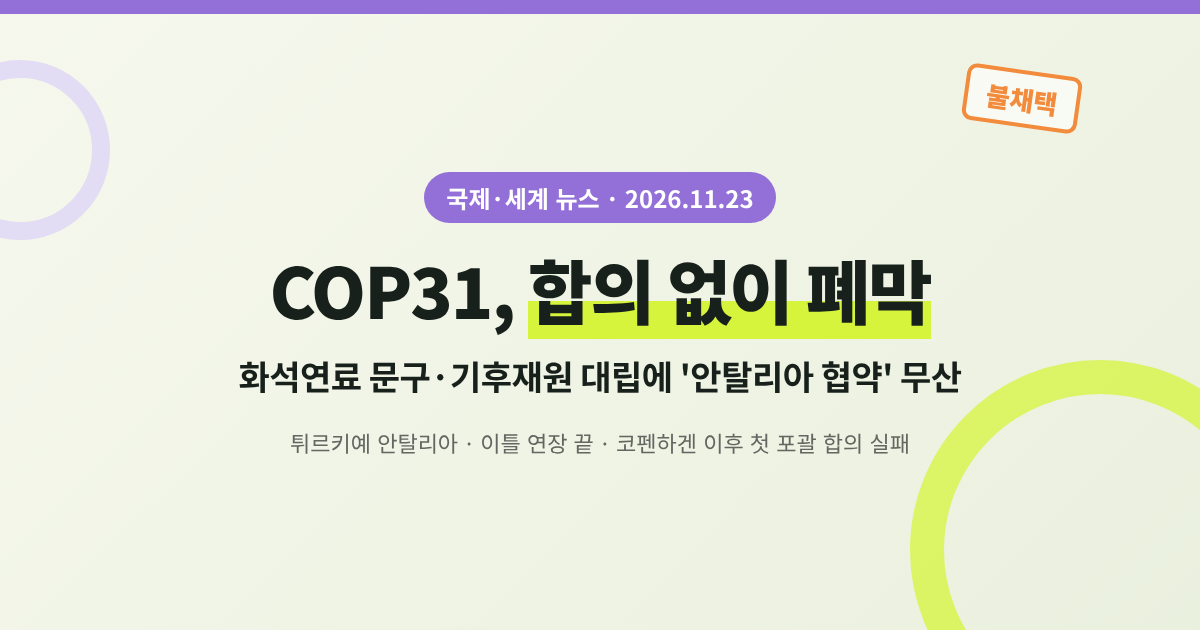 불채택
국제·세계 뉴스 · 2026.11.23
COP31, 합의 없이 폐막
화석연료 문구·기후재원 대립에 '안탈리아 협약' 무산
튀르키예 안탈리아 · 이틀 연장 끝 · 코펜하겐 이후 첫 포괄 합의 실패